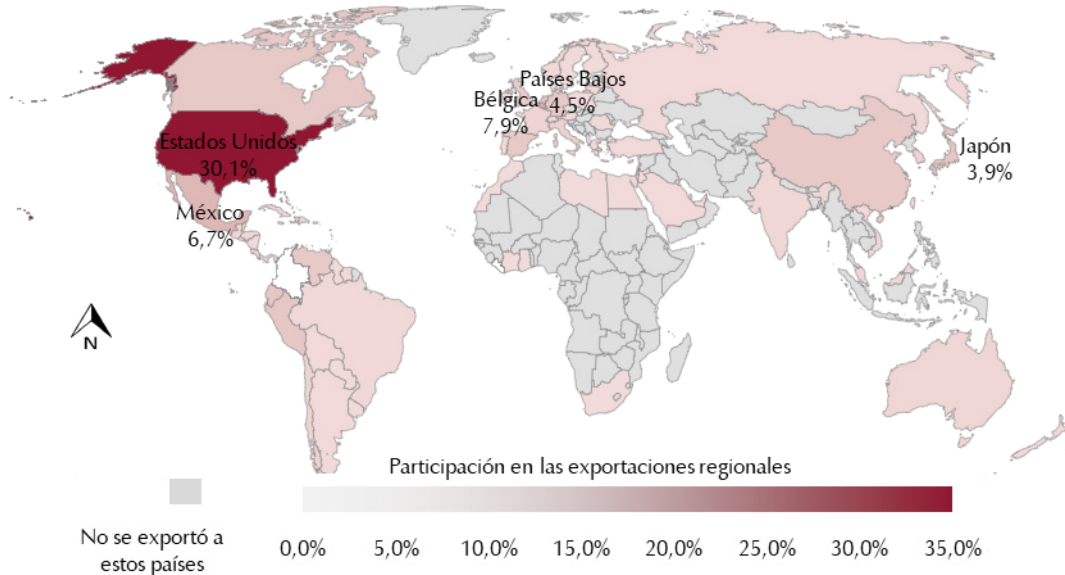 Países Bajos
4,5%
Bélgica
7,9%
Estados Unidos
30,1%
Japón
3,9%
México
6,7%
N
Participación en las exportaciones regionales
No se exportó a
estos países
0,0% 5,0% 10,0% 15,0% 20,0% 25,0% 30,0% 35,0%